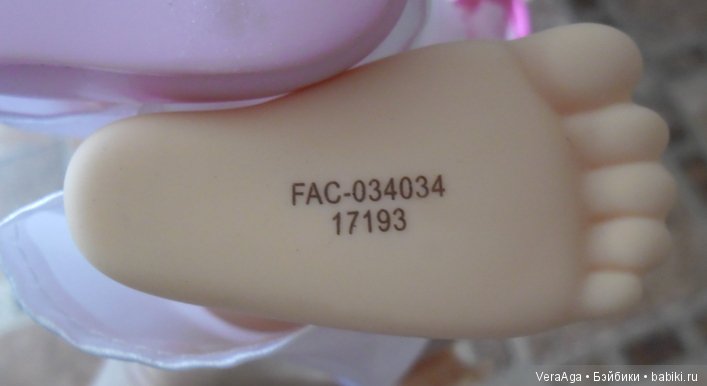 FAC-034034
17193
VeraAga • Бэйбики • babiki.ru